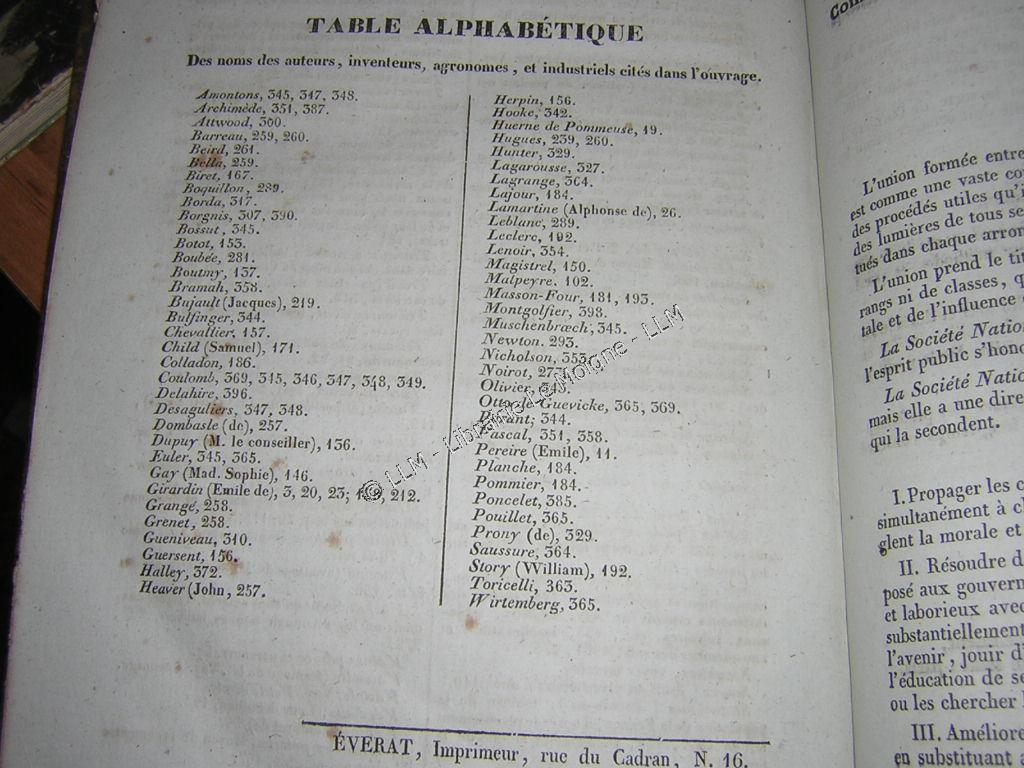 TABLE ALPHABÉTIQUE
Des noms des auteurs, inventeurs, agronomes, et industriels cités dans l'ouvrage.
Amontons, 345, 347, 348.
Archimède, 351, 387.
Attwood, 300.
Barreau, 259, 260.
Beird, 261.
Bella, 259.
Biret, 167.
Boquillon, 289.
Borda, 317.
Borgnis, 307, 390.
Bossut, 345.
Botot, 153.
Boubée, 281.
Boutmy, 137.
Bramah, 358.
Bujault (Jacques), 219.
Bulfinger, 344.
Chevallier, 157.
Child (Samuel), 171.
Colladon, 186.
Coulomb, 369, 345, 346, 347, 348, 349.
Delahire, 396.
Desaguliers, 347, 348.
Dombasle (de), 257.
Dupuy (M. le conseiller), 136.
Euler, 345, 365.
Gay (Mad. Sophie), 146.
Girardin (Emile de), 3, 20, 23; 212.
Grangé, 258.
Grenet, 258.
Gueniveau, 310.
Guersent, 156.
Halley, 372.
Heaver (John, 257.
Herpin, 156.
Hooke, 342.
Huerne de Pommeuse, 19.
Hugues, 239, 260.
Hunter, 329.
Lagarousse, 327.
Lagrange, 364.
Lajour, 184.
Lamartine (Alphonse de), 26.
Leblanc, 289.
Leclerc, 192.
Lenoir, 354.
Magistrel, 150.
Malpeyre. 102.
Masson-Four, 181, 193.
Montgolfier, 398.
Muschenbrœch, 345.
Newton. 293.
Nicholson, 353.
Noirot,
Olivier,
Otto de Guevicke, 365, 369.
Parant, 344.
Pascal, 351, 358.
Pereire (Emile), 11.
Planche, 184.
Pommier, 184.
Poncelet, 385.
Pouillet, 365.
Prony (de), 329.
Saussure, 364.
Story (William), 192.
Toricelli, 363.
Wirtemberg, 365.
ÉVERAT, Imprimeur, rue du Cadran, N. 16.
© LLM - Librairie Le Moigne - LLM
L'union formée entre
est comme une vaste
des procédés utiles qu'
des lumières de tous
tués dans chaque
L'union prend le
rangs ni de classes,
tale et de l'influence
La Société
l'esprit public
La Société
mais elle a une
qui la secondent.
I. Propager les
simultanément à
glent la morale et
II. Résoudre
posé aux
et laborieux avec
substantiellement
l'avenir, jouir
l'éducation de
ou les chercher
III.
en substituant